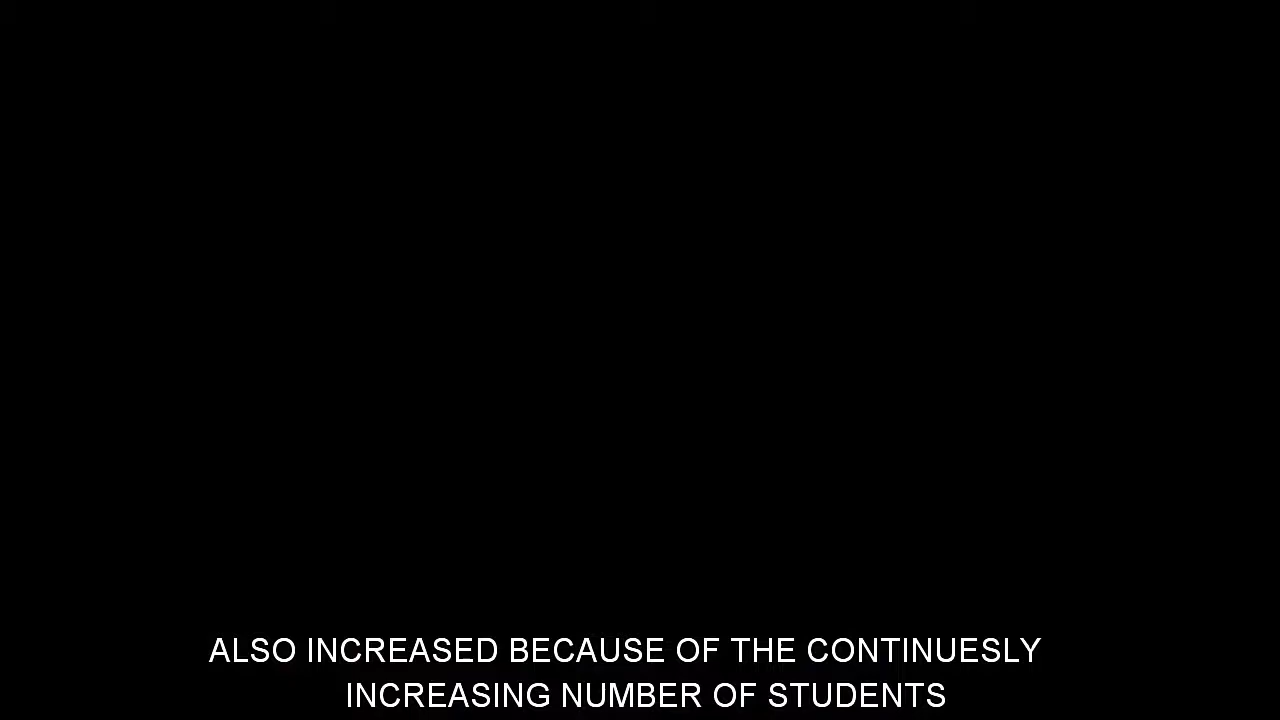 ALSO INCREASED BECAUSE OF THE CONTINUESLY
INCREASING NUMBER OF STUDENTS